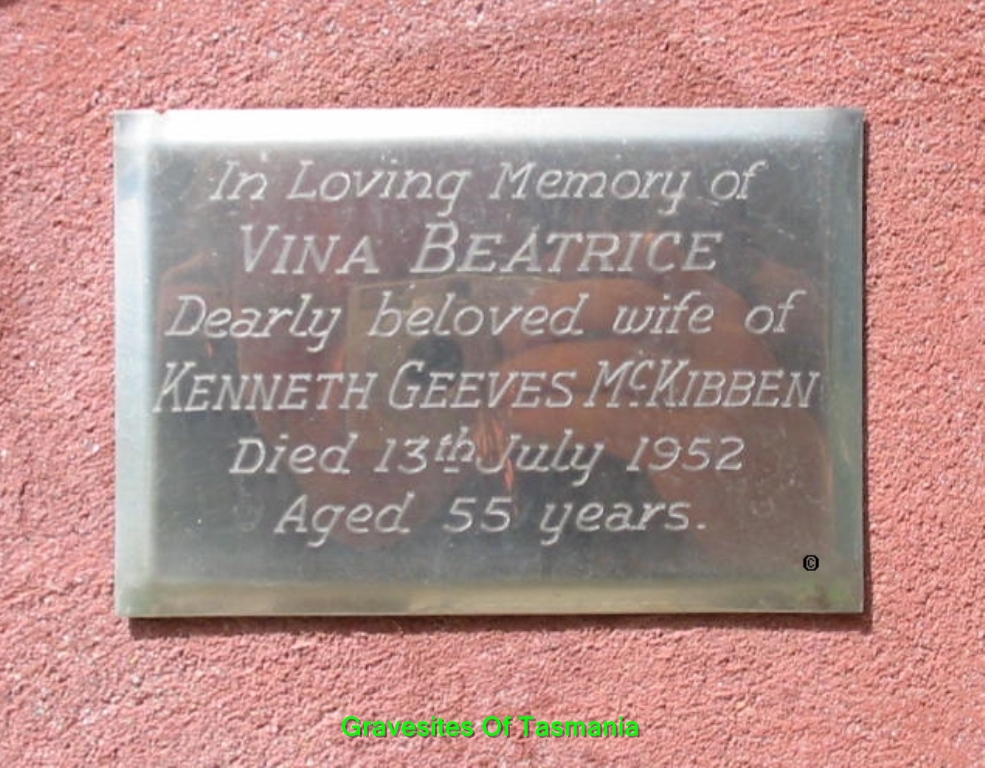 In Loving Memory of
VINA BEATRICE
Dearly beloved wife of
KENNETH GEEVES McKIBBEN
Died 13th July 1952
Aged 55 years.
©
Gravesites Of Tasmania